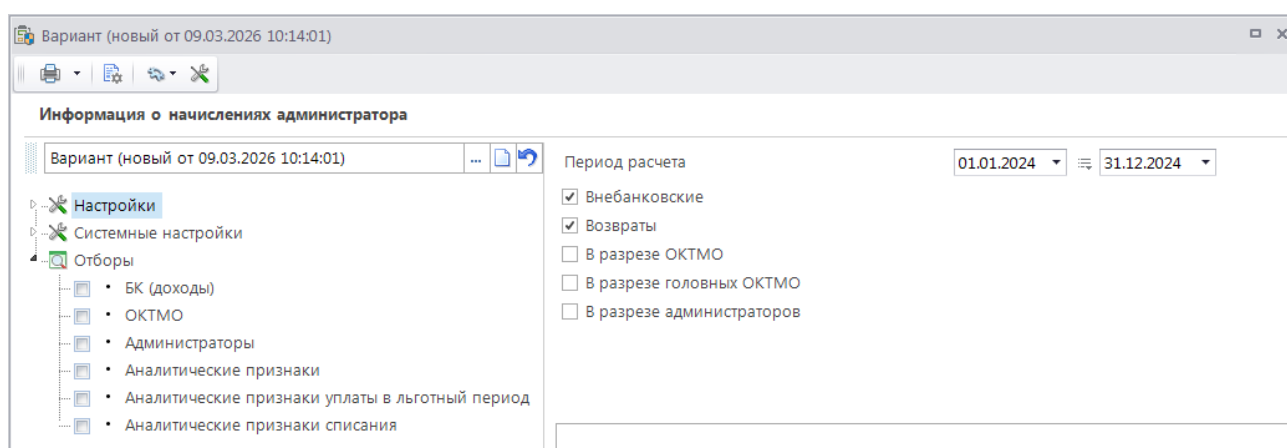 Вариант (новый от 09.03.2026 10:14:01)
Информация о начислениях администратора
Вариант (новый от 09.03.2026 10:14:01) ...
Период расчета 01.01.2024 31.12.2024
Настройки
Системные настройки
Отборы
• БК (доходы)
• ОКТМО
• Администраторы
• Аналитические признаки
• Аналитические признаки уплаты в льготный период
• Аналитические признаки списания
Внебанковские
Возвраты
В разрезе ОКТМО
В разрезе головных ОКТМО
В разрезе администраторов